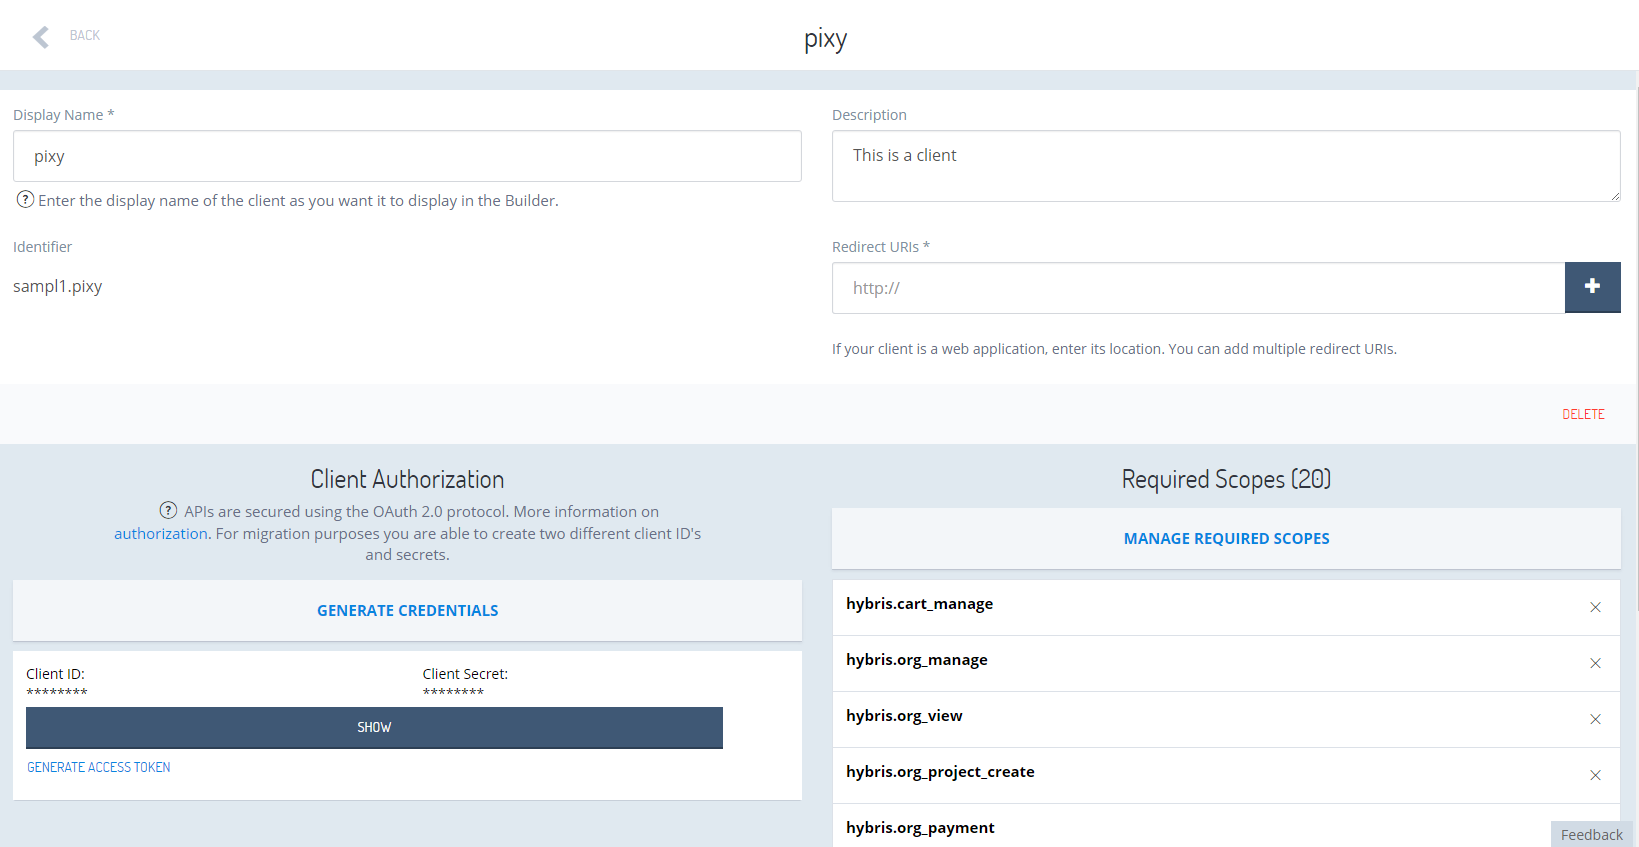 BACK
pixy
Display Name *
pixy
Enter the display name of the client as you want it to display in the Builder.
Description
This is a client
Identifier
sampl1.pixy
Redirect URIs *
http://
If your client is a web application, enter its location. You can add multiple redirect URIs.
DELETE
Client Authorization
APIs are secured using the OAuth 2.0 protocol. More information on
authorization. For migration purposes you are able to create two different client ID's
and secrets.
GENERATE CREDENTIALS
Client ID:
********
Client Secret:
********
SHOW
GENERATE ACCESS TOKEN
Required Scopes (20)
MANAGE REQUIRED SCOPES
hybris.cart_manage
hybris.org_manage
hybris.org_view
hybris.org_project_create
hybris.org_payment
Feedback